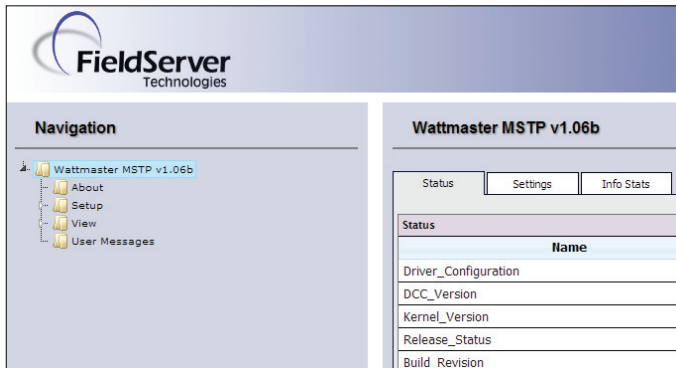 FieldServer
Technologies
Navigation
Wattmaster MSTP v1.06b
About
Setup
View
User Messages
Wattmaster MSTP v1.06b
Status Settings Info Stats
Status
Name
Driver_Configuration
DCC_Version
Kernel_Version
Release_Status
Build_Revision